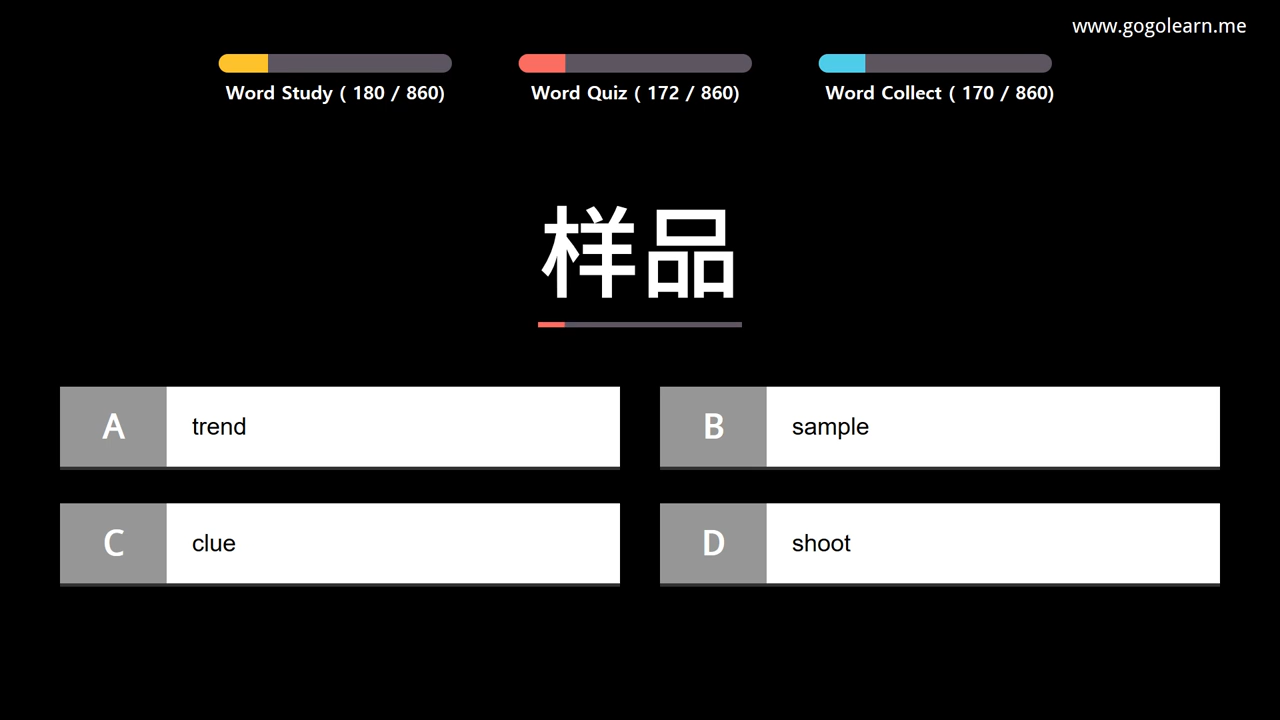 www.gogolearn.me
Word Study ( 180 / 860)
Word Quiz ( 172 / 860)
Word Collect ( 170 / 860)
样品
A trend
B sample
C clue
D shoot